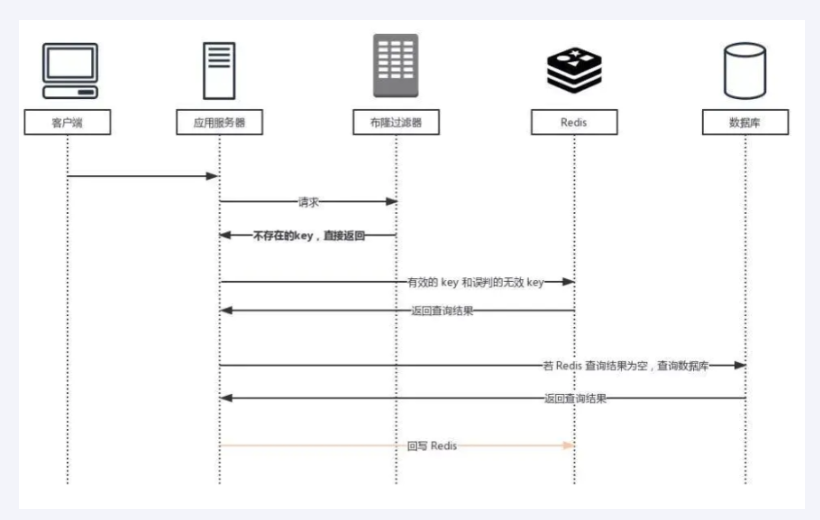 客户端
应用服务器
布隆过滤器
Redis
数据库
请求
不存在的key，直接返回
有效的 key 和误判的无效 key
返回查询结果
若 Redis 查询结果为空，查询数据库
返回查询结果
回写 Redis